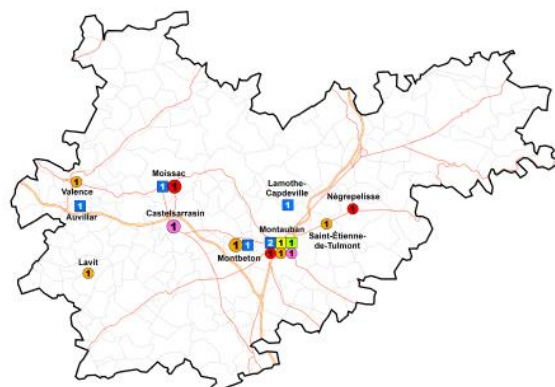 Moissac
1 1
Lamothe-
Capdeville
1
Nègrepelisse
1
1
Valence
1
Auvillar
Castelsarrasin
1
Montauban
2 1 1
1 1 1
1
Saint-Étienne-
de-Tulmont
1 1
Montbeton
Lavit
1